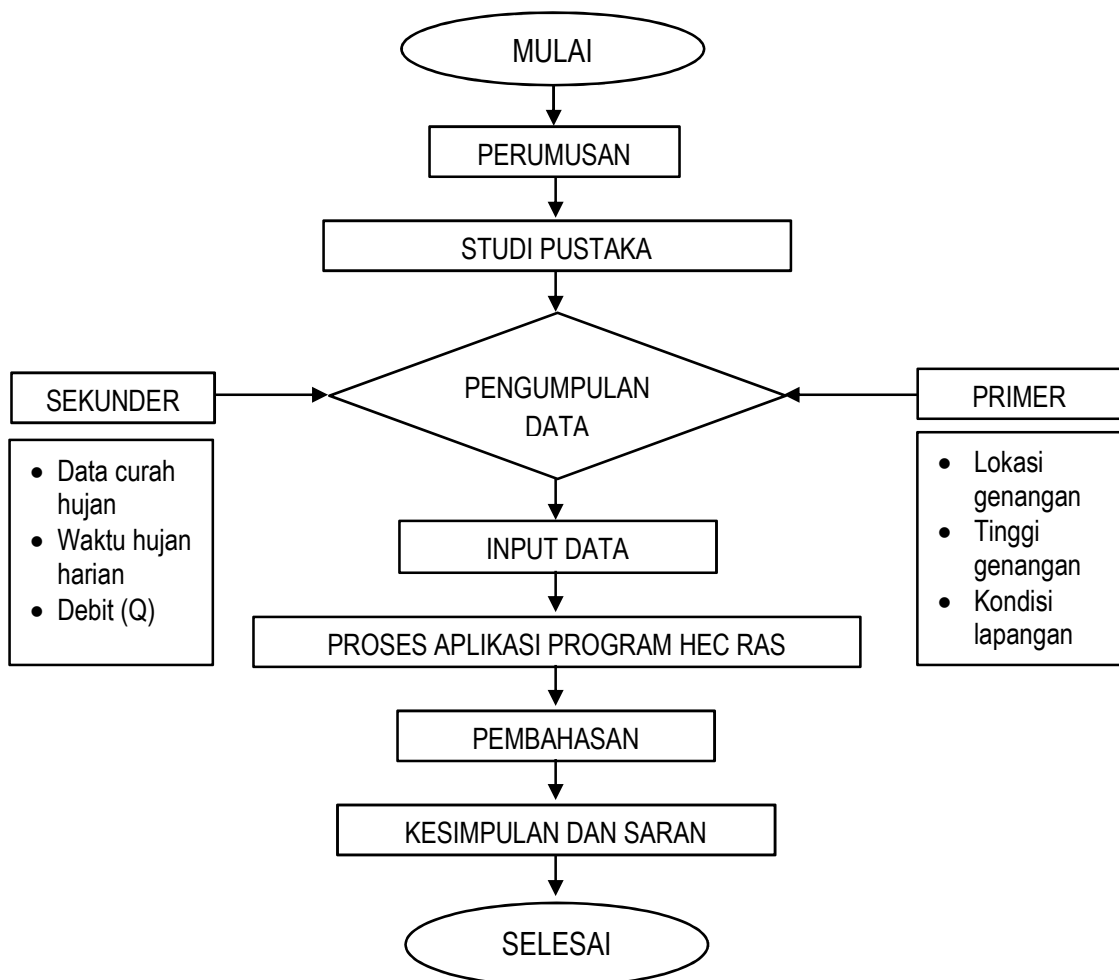 MULAI
PERUMUSAN
STUDI PUSTAKA
PENGUMPULAN
DATA
SEKUNDER
• Data curah
hujan
• Waktu hujan
harian
• Debit (Q)
PRIMER
• Lokasi
genangan
• Tinggi
genangan
• Kondisi
lapangan
INPUT DATA
PROSES APLIKASI PROGRAM HEC RAS
PEMBAHASAN
KESIMPULAN DAN SARAN
SELESAI